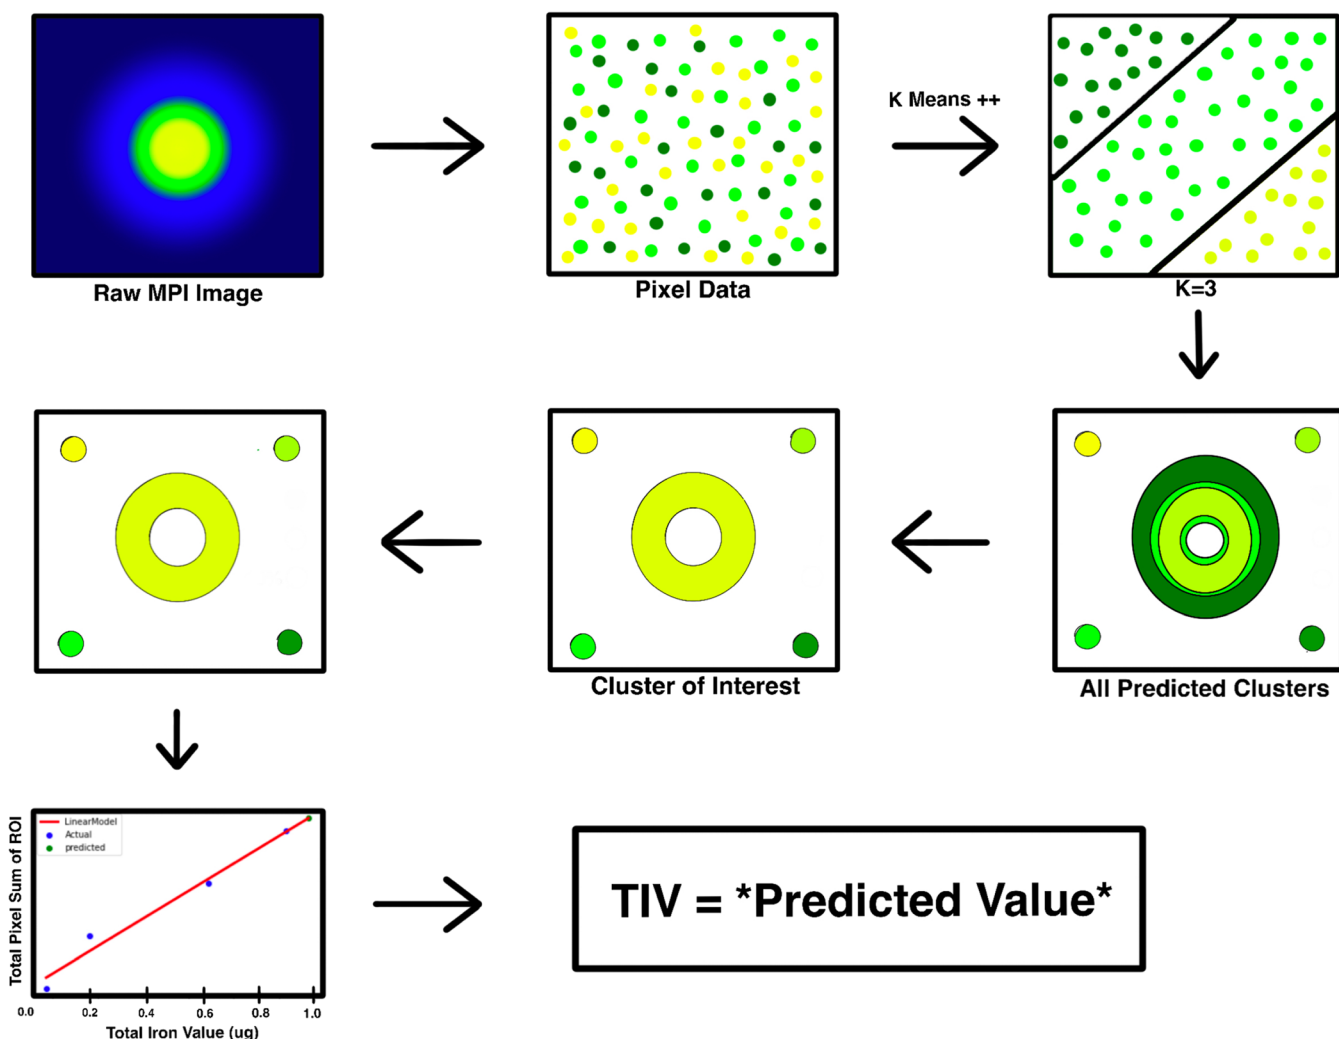 Raw MPI Image
Pixel Data
K Means ++
K=3
All Predicted Clusters
Cluster of Interest
Total Pixel Sum of ROI
LinearModel
Actual
predicted
0.0 0.2 0.4 0.6 0.8 1.0
Total Iron Value (ug)
TIV = *Predicted Value*